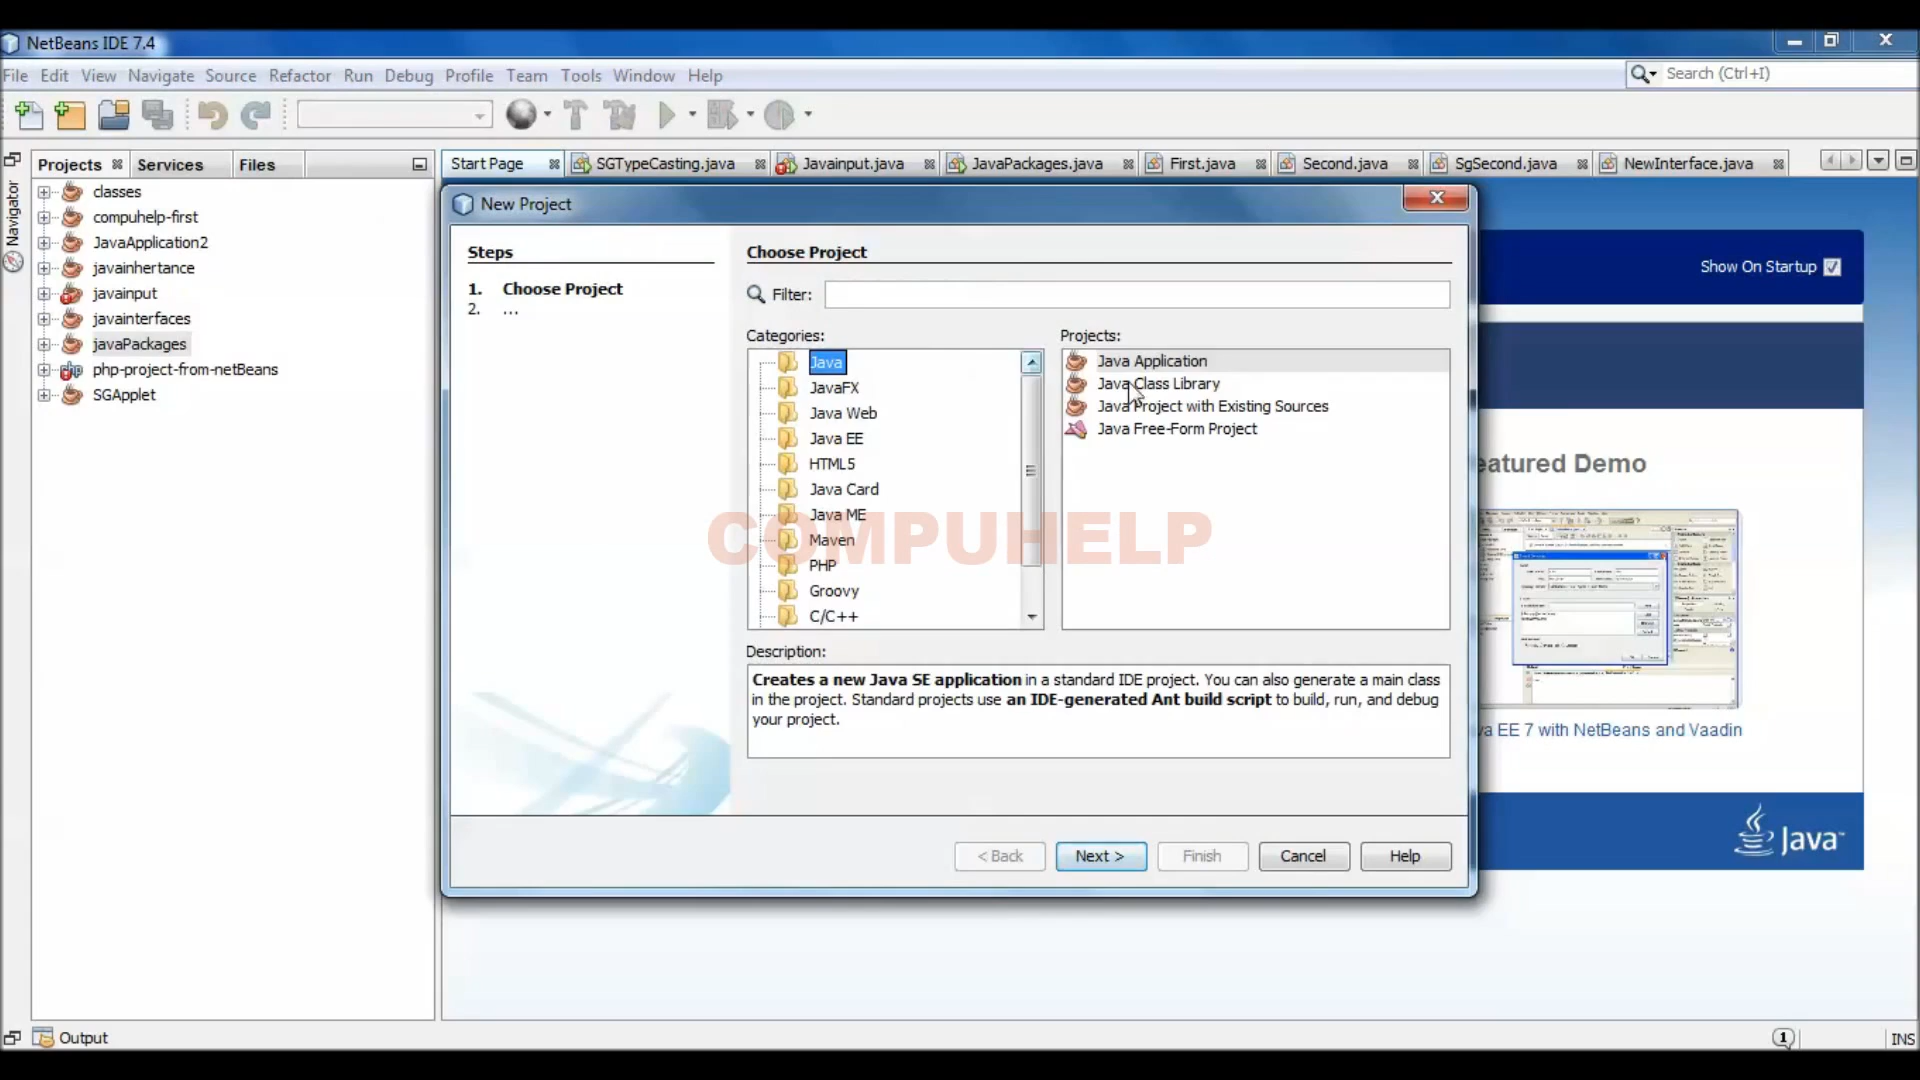 NetBeans IDE 7.4
File Edit View Navigate Source Refactor Run Debug Profile Team Tools Window Help
Search (Ctrl+I)
Projects Services Files
Start Page SGTypeCasting.java Javainput.java JavaPackages.java First.java Second.java SgSecond.java NewInterface.java
Navigator
classes
compuhelp-first
JavaApplication2
javainhertance
javainput
javainterfaces
javaPackages
php-project-from-netBeans
SGApplet
New Project
Steps
1. Choose Project
2. ...
Choose Project
Filter:
Categories:
Java
JavaFX
Java Web
Java EE
HTML5
Java Card
Java ME
Maven
PHP
Groovy
C/C++
Projects:
Java Application
Java Class Library
Java Project with Existing Sources
Java Free-Form Project
COMPUHELP
Description:
Creates a new Java SE application in a standard IDE project. You can also generate a main class
in the project. Standard projects use an IDE-generated Ant build script to build, run, and debug
your project.
< Back Next > Finish Cancel Help
Show On Startup
eatured Demo
va EE 7 with NetBeans and Vaadin
Java
Output
1
INS